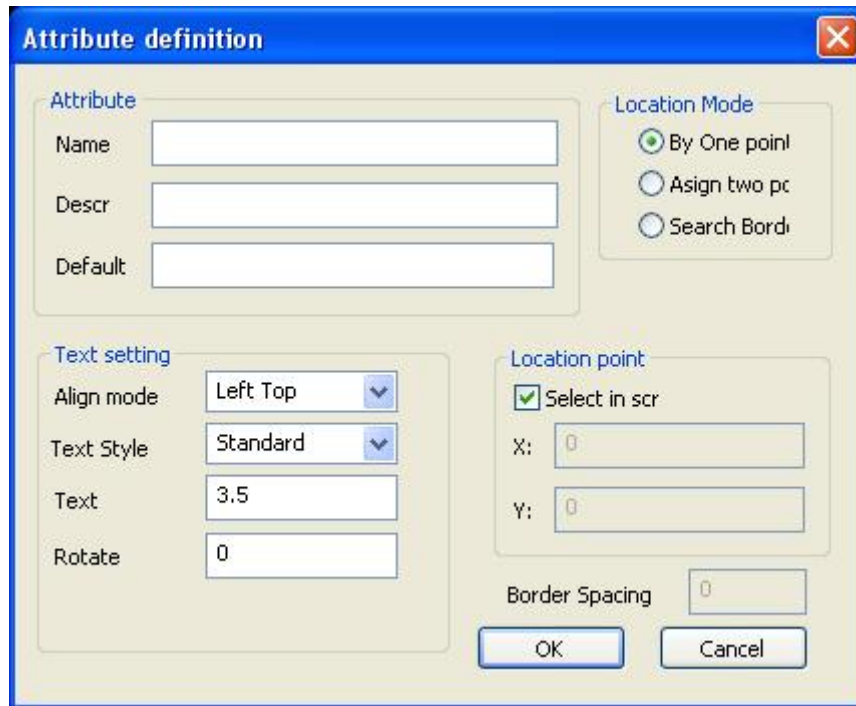 Attribute definition
Attribute
Name
Descr
Default
Location Mode
By One point
Asign two pc
Search Borde
Text setting
Align mode Left Top
Text Style Standard
Text 3.5
Rotate 0
Location point
Select in scr
X: 0
Y: 0
Border Spacing 0
OK Cancel